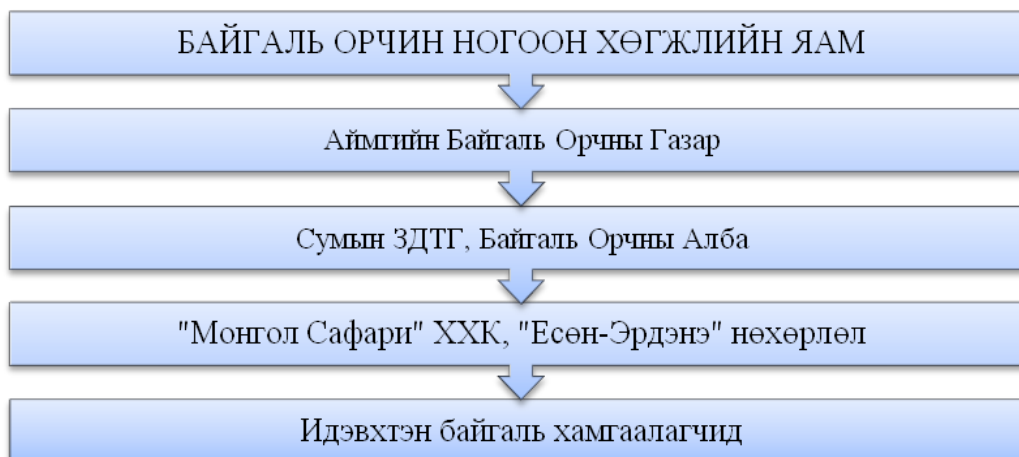 БАЙГАЛЬ ОРЧИН НОГООН ХӨГЖЛИЙН ЯАМ
Аймгийн Байгаль Орчны Газар
Сумын ЗДТГ, Байгаль Орчны Алба
"Монгол Сафари" ХХК, "Есөн-Эрдэнэ" нөхөрлөл
Идэвхтэн байгаль хамгаалагчид